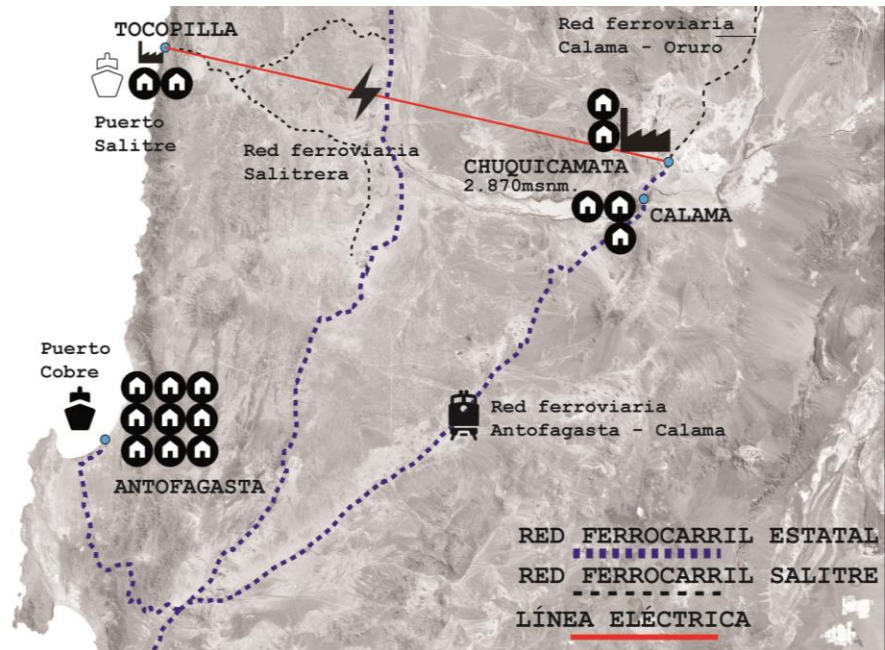 TOCOPILLA
Puerto
Salitre
Red ferroviaria
Salitrera
Red ferroviaria
Calama - Oruro
CHUQUICAMATA
2.870msnm.
CALAMA
Puerto
Cobre
ANTOFAGASTA
Red ferroviaria
Antofagasta - Calama
RED FERROCARRIL ESTATAL
RED FERROCARRIL SALITRE
LÍNEA ELÉCTRICA